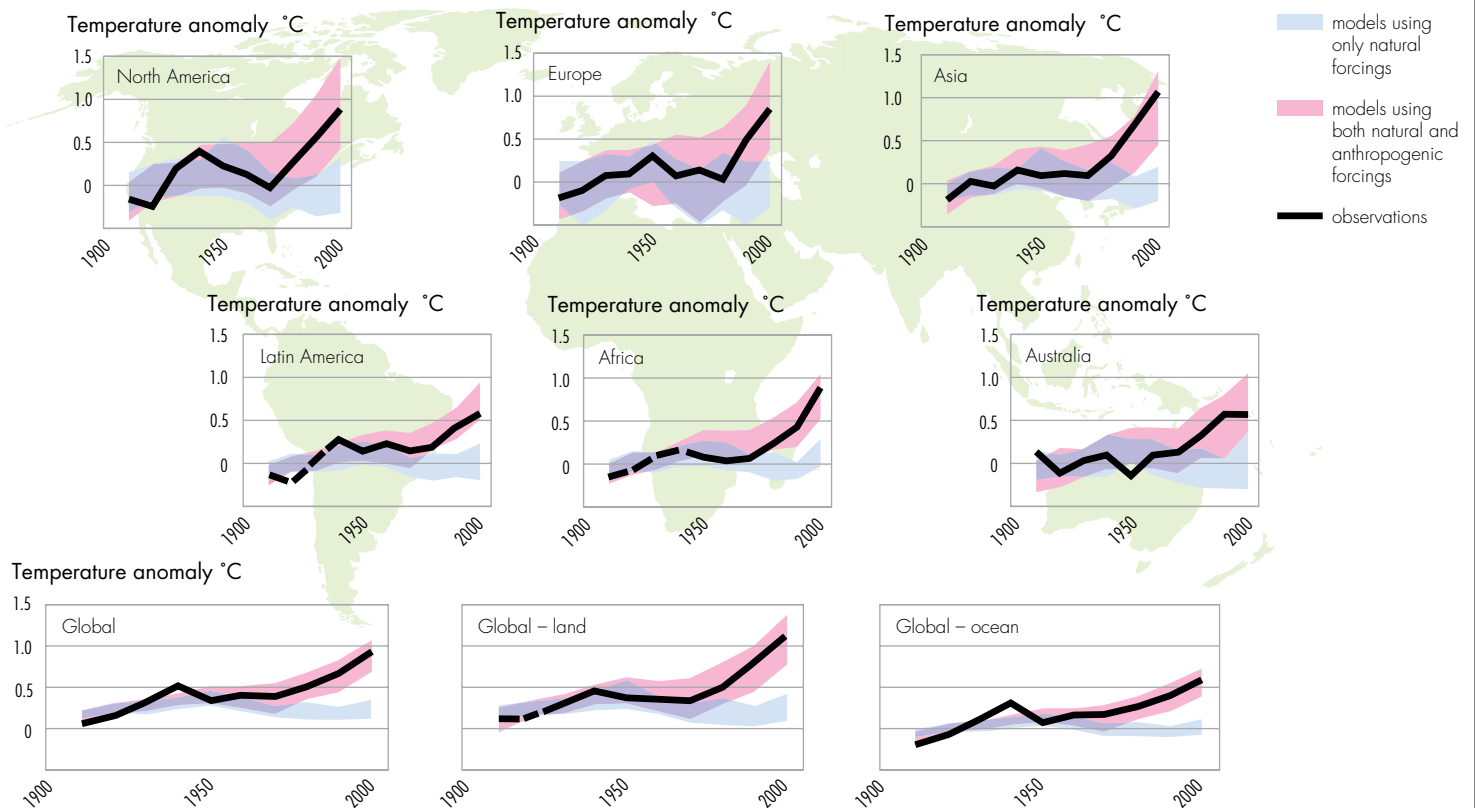 Temperature anomaly ˚C
1.5
1.0
0.5
0
North America
1900
1950
2000
Temperature anomaly ˚C
1.5
1.0
0.5
0
Europe
1900
1950
2000
Temperature anomaly ˚C
1.5
1.0
0.5
0
Asia
1900
1950
2000
models using
only natural
forcings
models using
both natural and
anthropogenic
forcings
observations
Temperature anomaly ˚C
1.5
1.0
0.5
0
Latin America
1900
1950
2000
Temperature anomaly ˚C
1.5
1.0
0.5
0
Africa
1900
1950
2000
Temperature anomaly ˚C
1.5
1.0
0.5
0
Australia
1900
1950
2000
Temperature anomaly ˚C
1.5
1.0
0.5
0
Global
1900
1950
2000
Global – land
1900
1950
2000
Global – ocean
1900
1950
2000